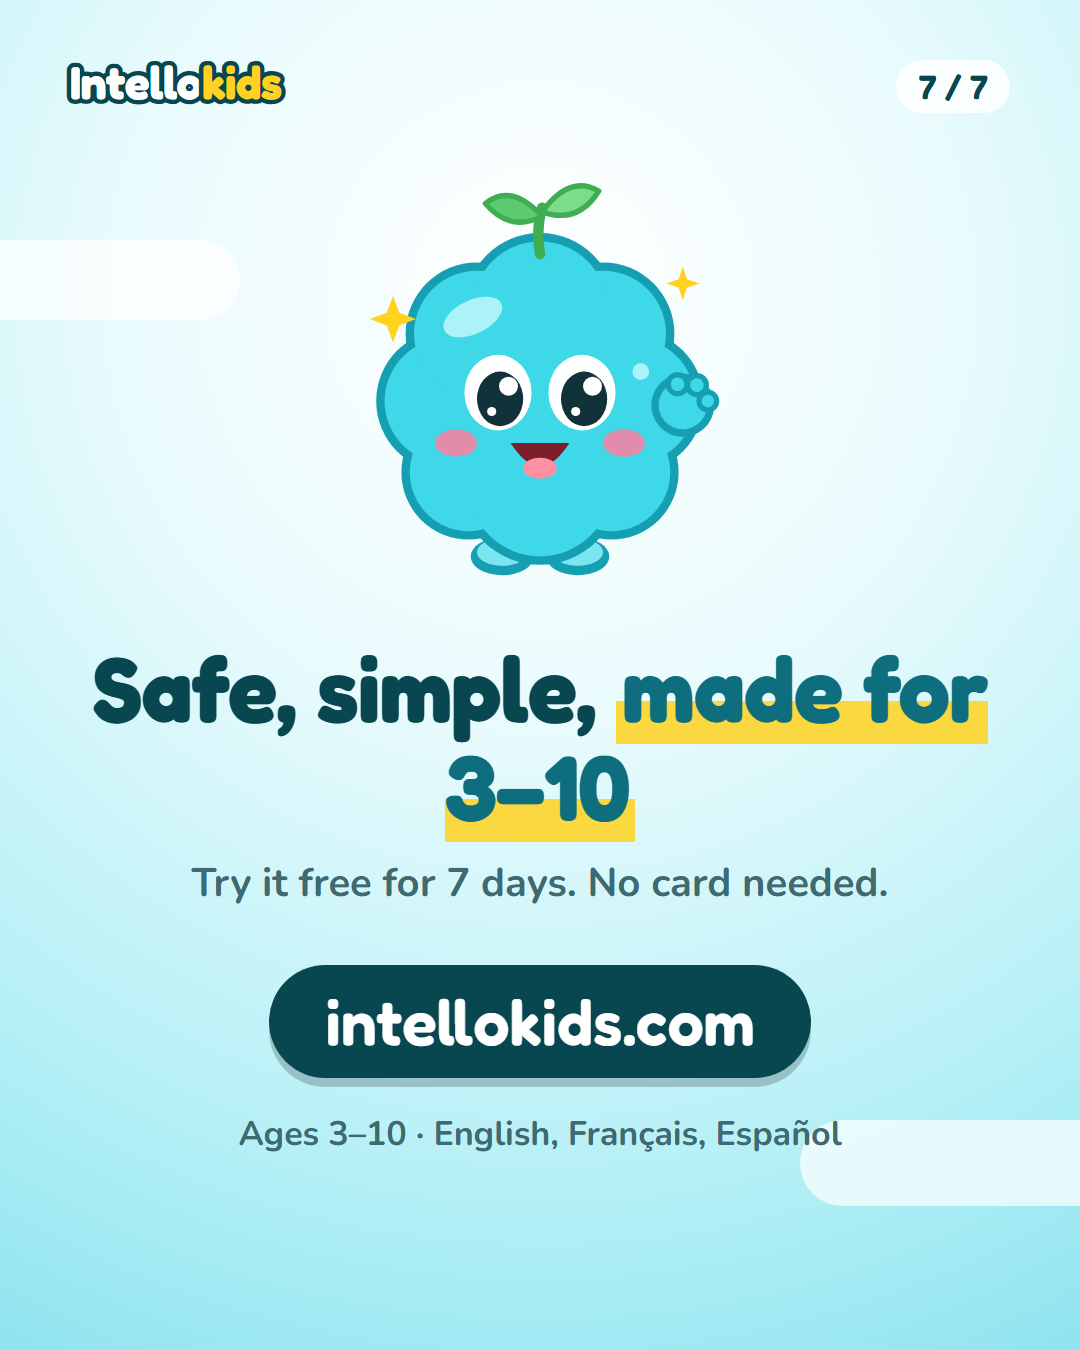 Intellokids
7 / 7
Safe, simple, made for
3–10
Try it free for 7 days. No card needed.
intellokids.com
Ages 3–10 · English, Français, Español